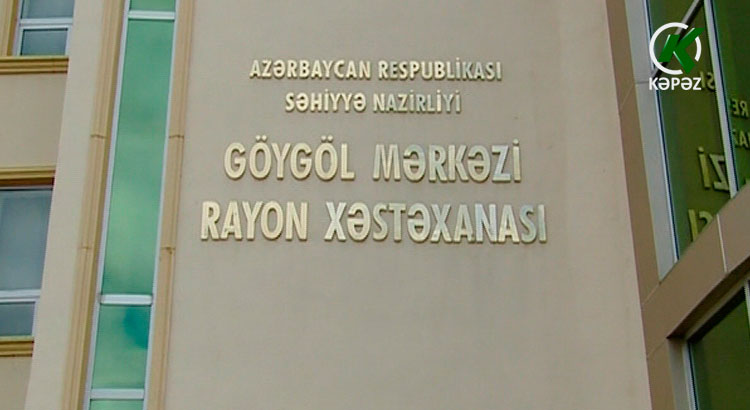 AZƏRBAYCAN RESPUBLİKASI
SƏHİYYƏ NAZİRLİYİ
GÖYGÖL MƏRKƏZİ
RAYON XƏSTƏXANASI
KƏPƏZ